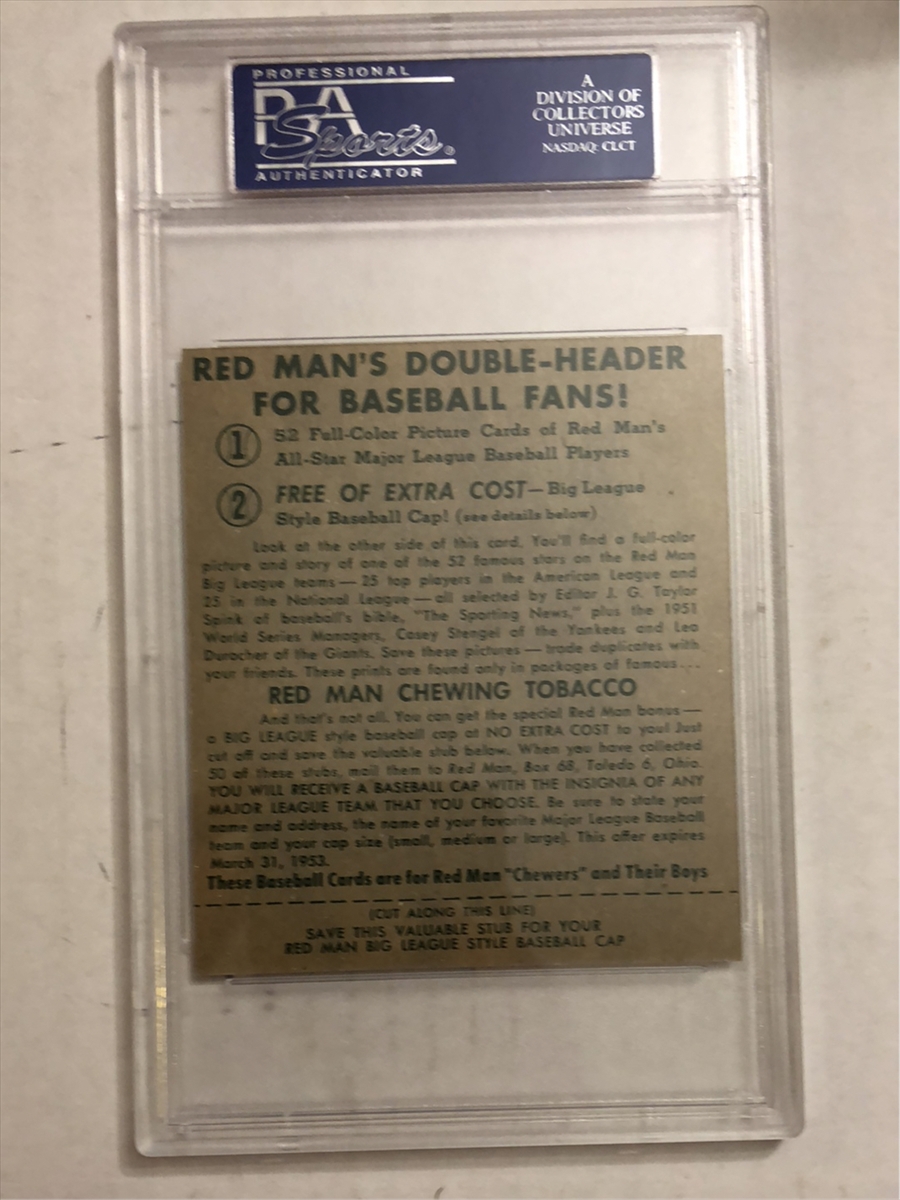 PROFESSIONAL
PSA
Sports
AUTHENTICATOR
A
DIVISION OF
COLLECTORS
UNIVERSE
NASDAQ: CLCT
RED MAN'S DOUBLE-HEADER
FOR BASEBALL FANS!
1 52 Full-Color Picture Cards of Red Man's
All-Star Major League Baseball Players
2 FREE OF EXTRA COST—Big League
Style Baseball Cap! (see details below)
Look at the other side of this card. You'll find a full-color
picture and story of one of the 52 famous stars on the Red Man
Big League teams — 25 top players in the American League and
25 in the National League — all selected by Editor J. G. Taylor
Spink of baseball's bible, "The Sporting News," plus the 1951
World Series Managers, Casey Stengel of the Yankees and Leo
Durocher of the Giants. Save these pictures — trade duplicates with
your friends. These prints are found only in packages of famous...
RED MAN CHEWING TOBACCO
And that's not all. You can get the special Red Man bonus—
a BIG LEAGUE style baseball cap at NO EXTRA COST to you! Just
cut off and save the valuable stub below. When you have collected
50 of these stubs, mail them to Red Man, Box 68, Toledo 6, Ohio.
YOU WILL RECEIVE A BASEBALL CAP WITH THE INSIGNIA OF ANY
MAJOR LEAGUE TEAM THAT YOU CHOOSE. Be sure to state your
name and address, the name of your favorite Major League Baseball
team and your cap size (small, medium or large). This offer expires
March 31, 1953.
These Baseball Cards are for Red Man "Chewers" and Their Boys
(CUT ALONG THIS LINE)
SAVE THIS VALUABLE STUB FOR YOUR
RED MAN BIG LEAGUE STYLE BASEBALL CAP